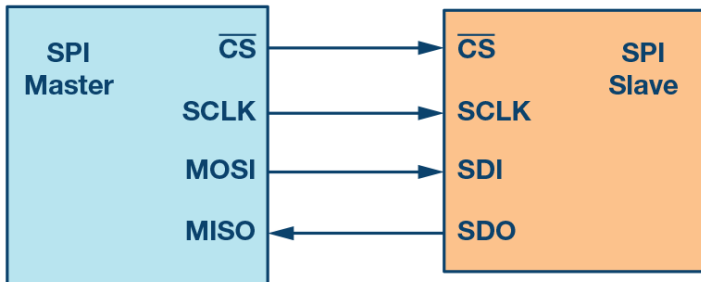 SPI
Master
CS
SCLK
MOSI
MISO
CS
SCLK
SDI
SDO
SPI
Slave